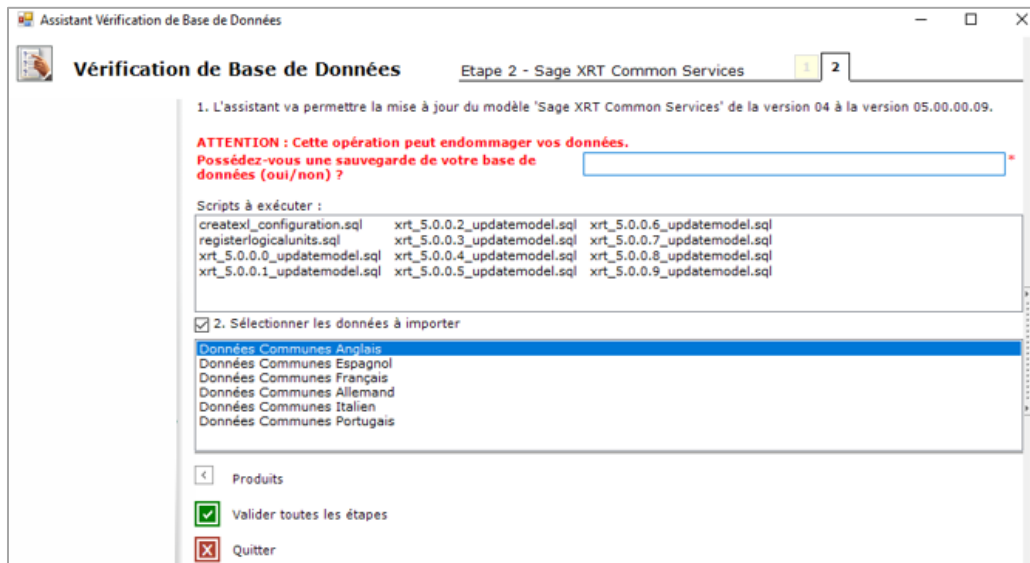 Assistant Vérification de Base de Données
Vérification de Base de Données
Etape 2 - Sage XRT Common Services
1 2
1. L'assistant va permettre la mise à jour du modèle 'Sage XRT Common Services' de la version 04 à la version 05.00.00.09.
ATTENTION : Cette opération peut endommager vos données.
Possédez-vous une sauvegarde de votre base de
données (oui/non) ?
*
Scripts à exécuter :
createxl_configuration.sql xrt_5.0.0.2_updatemodel.sql xrt_5.0.0.6_updatemodel.sql
registerlogicalunits.sql xrt_5.0.0.3_updatemodel.sql xrt_5.0.0.7_updatemodel.sql
xrt_5.0.0.0_updatemodel.sql xrt_5.0.0.4_updatemodel.sql xrt_5.0.0.8_updatemodel.sql
xrt_5.0.0.1_updatemodel.sql xrt_5.0.0.5_updatemodel.sql xrt_5.0.0.9_updatemodel.sql
2. Sélectionner les données à importer
Données Communes Anglais
Données Communes Espagnol
Données Communes Français
Données Communes Allemand
Données Communes Italien
Données Communes Portugais
Produits
Valider toutes les étapes
Quitter